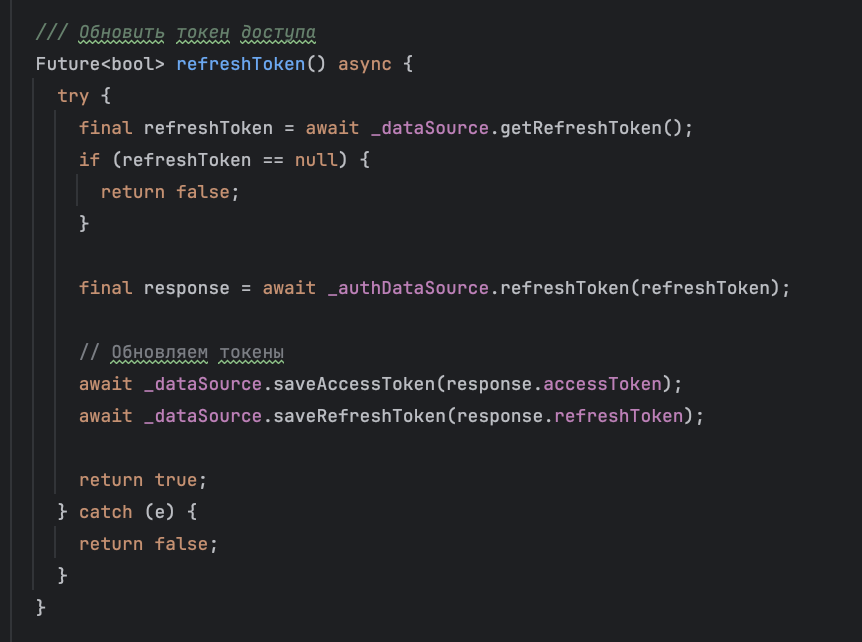 /// Обновить токен доступа
Future<bool> refreshToken() async {
try {
final refreshToken = await _dataSource.getRefreshToken();
if (refreshToken == null) {
return false;
}
final response = await _authDataSource.refreshToken(refreshToken);
// Обновляем токены
await _dataSource.saveAccessToken(response.accessToken);
await _dataSource.saveRefreshToken(response.refreshToken);
return true;
} catch (e) {
return false;
}
}